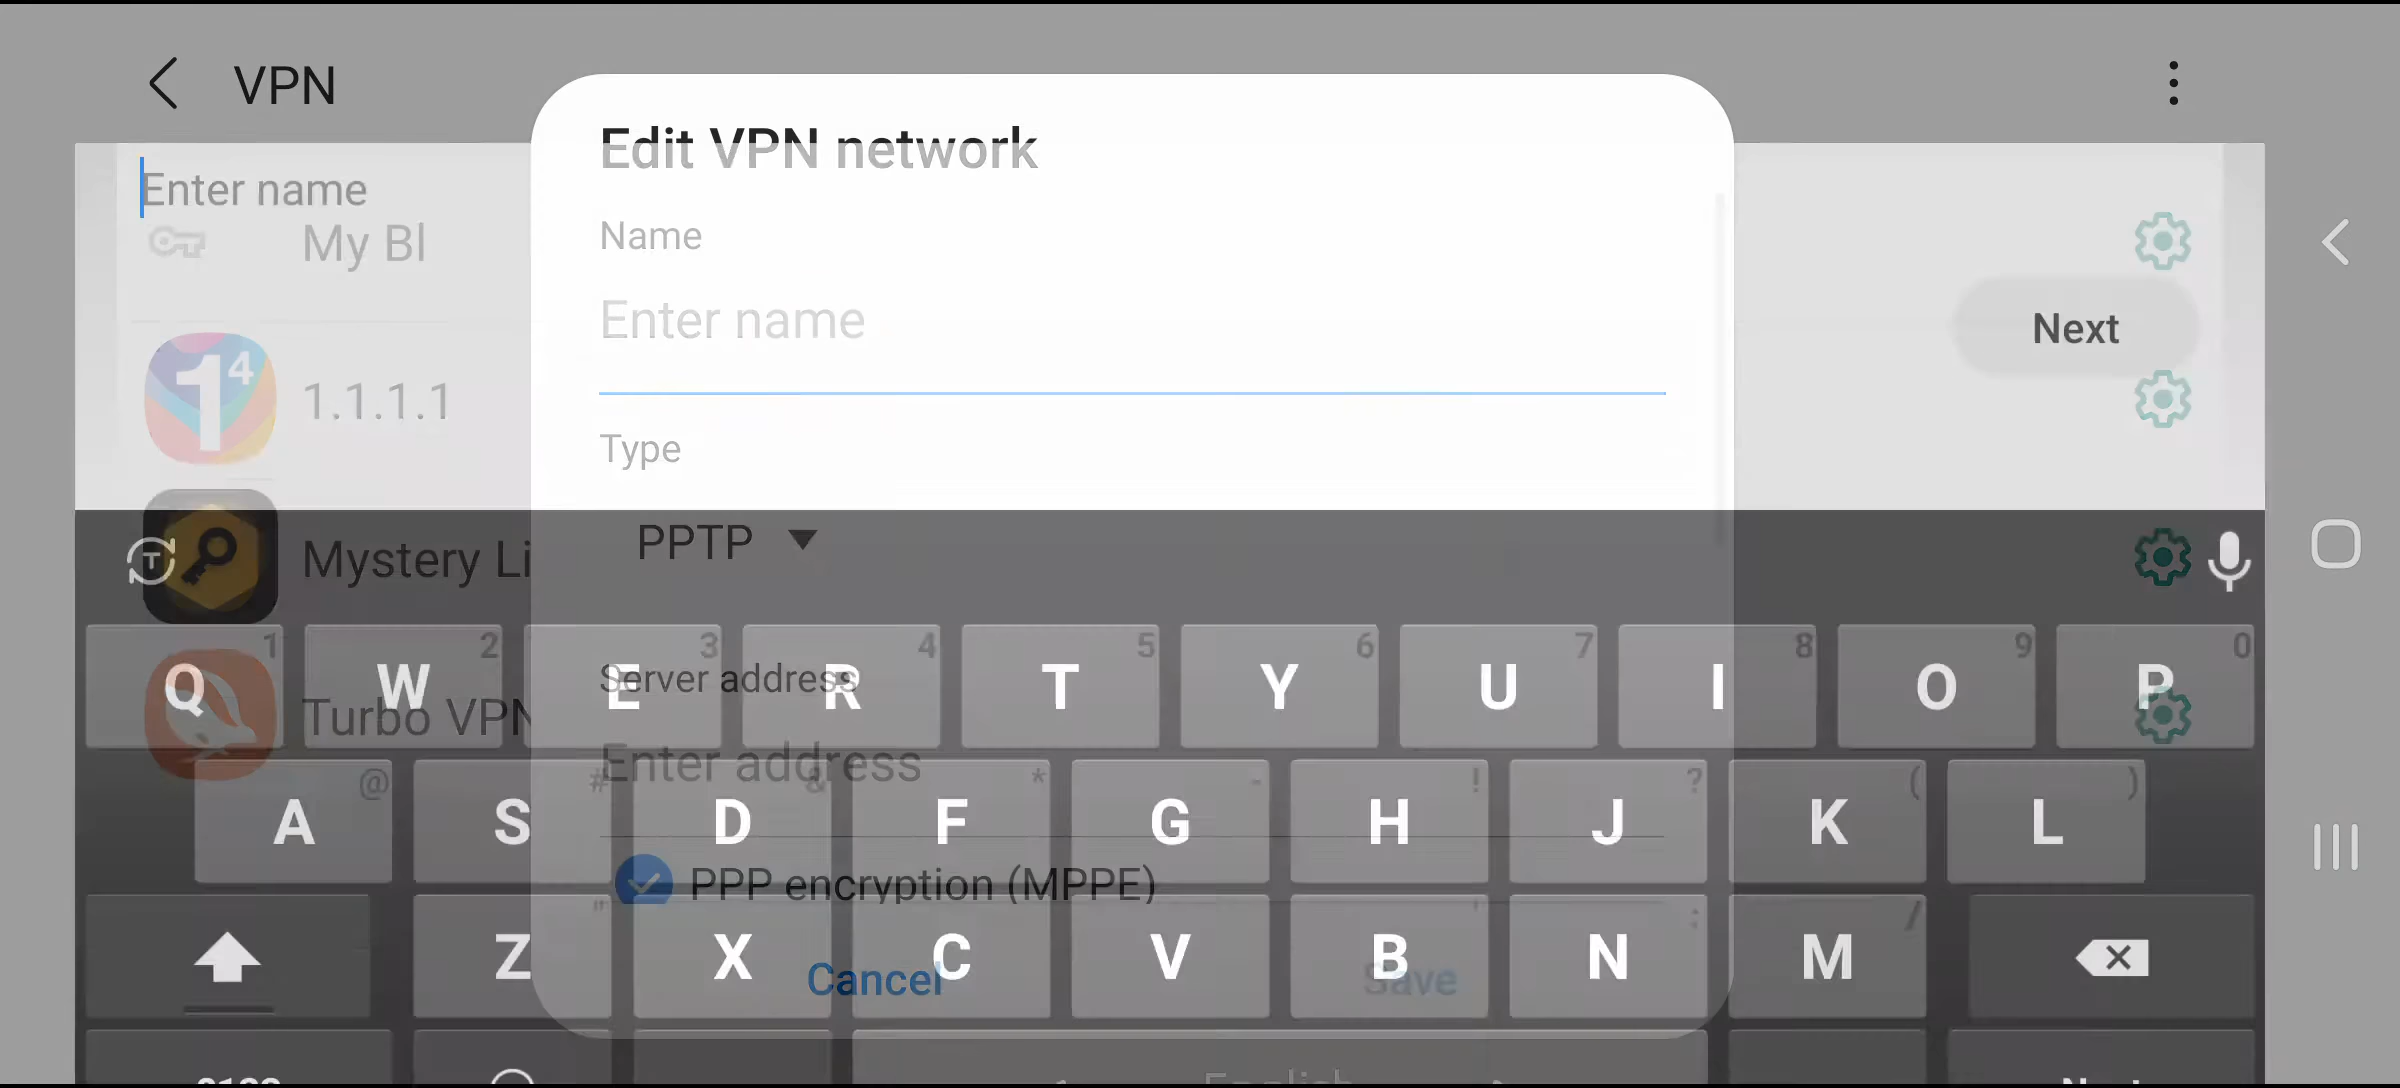 VPN
Edit VPN network
Enter name
Name
My Bl
Enter name
Next
1.1.1.1
Type
PPTP
Mystery Li
Q 1 W 2 E 3 R 4 T 5 Y 6 U 7 I 8 O 9 P 0
Server address
Turbo VPN
Enter address
A @ S # D & F * G - H ! J ? K ( L )
PPP encryption (MPPE)
Z " X C V B ' N : M /
Cancel
Save
English